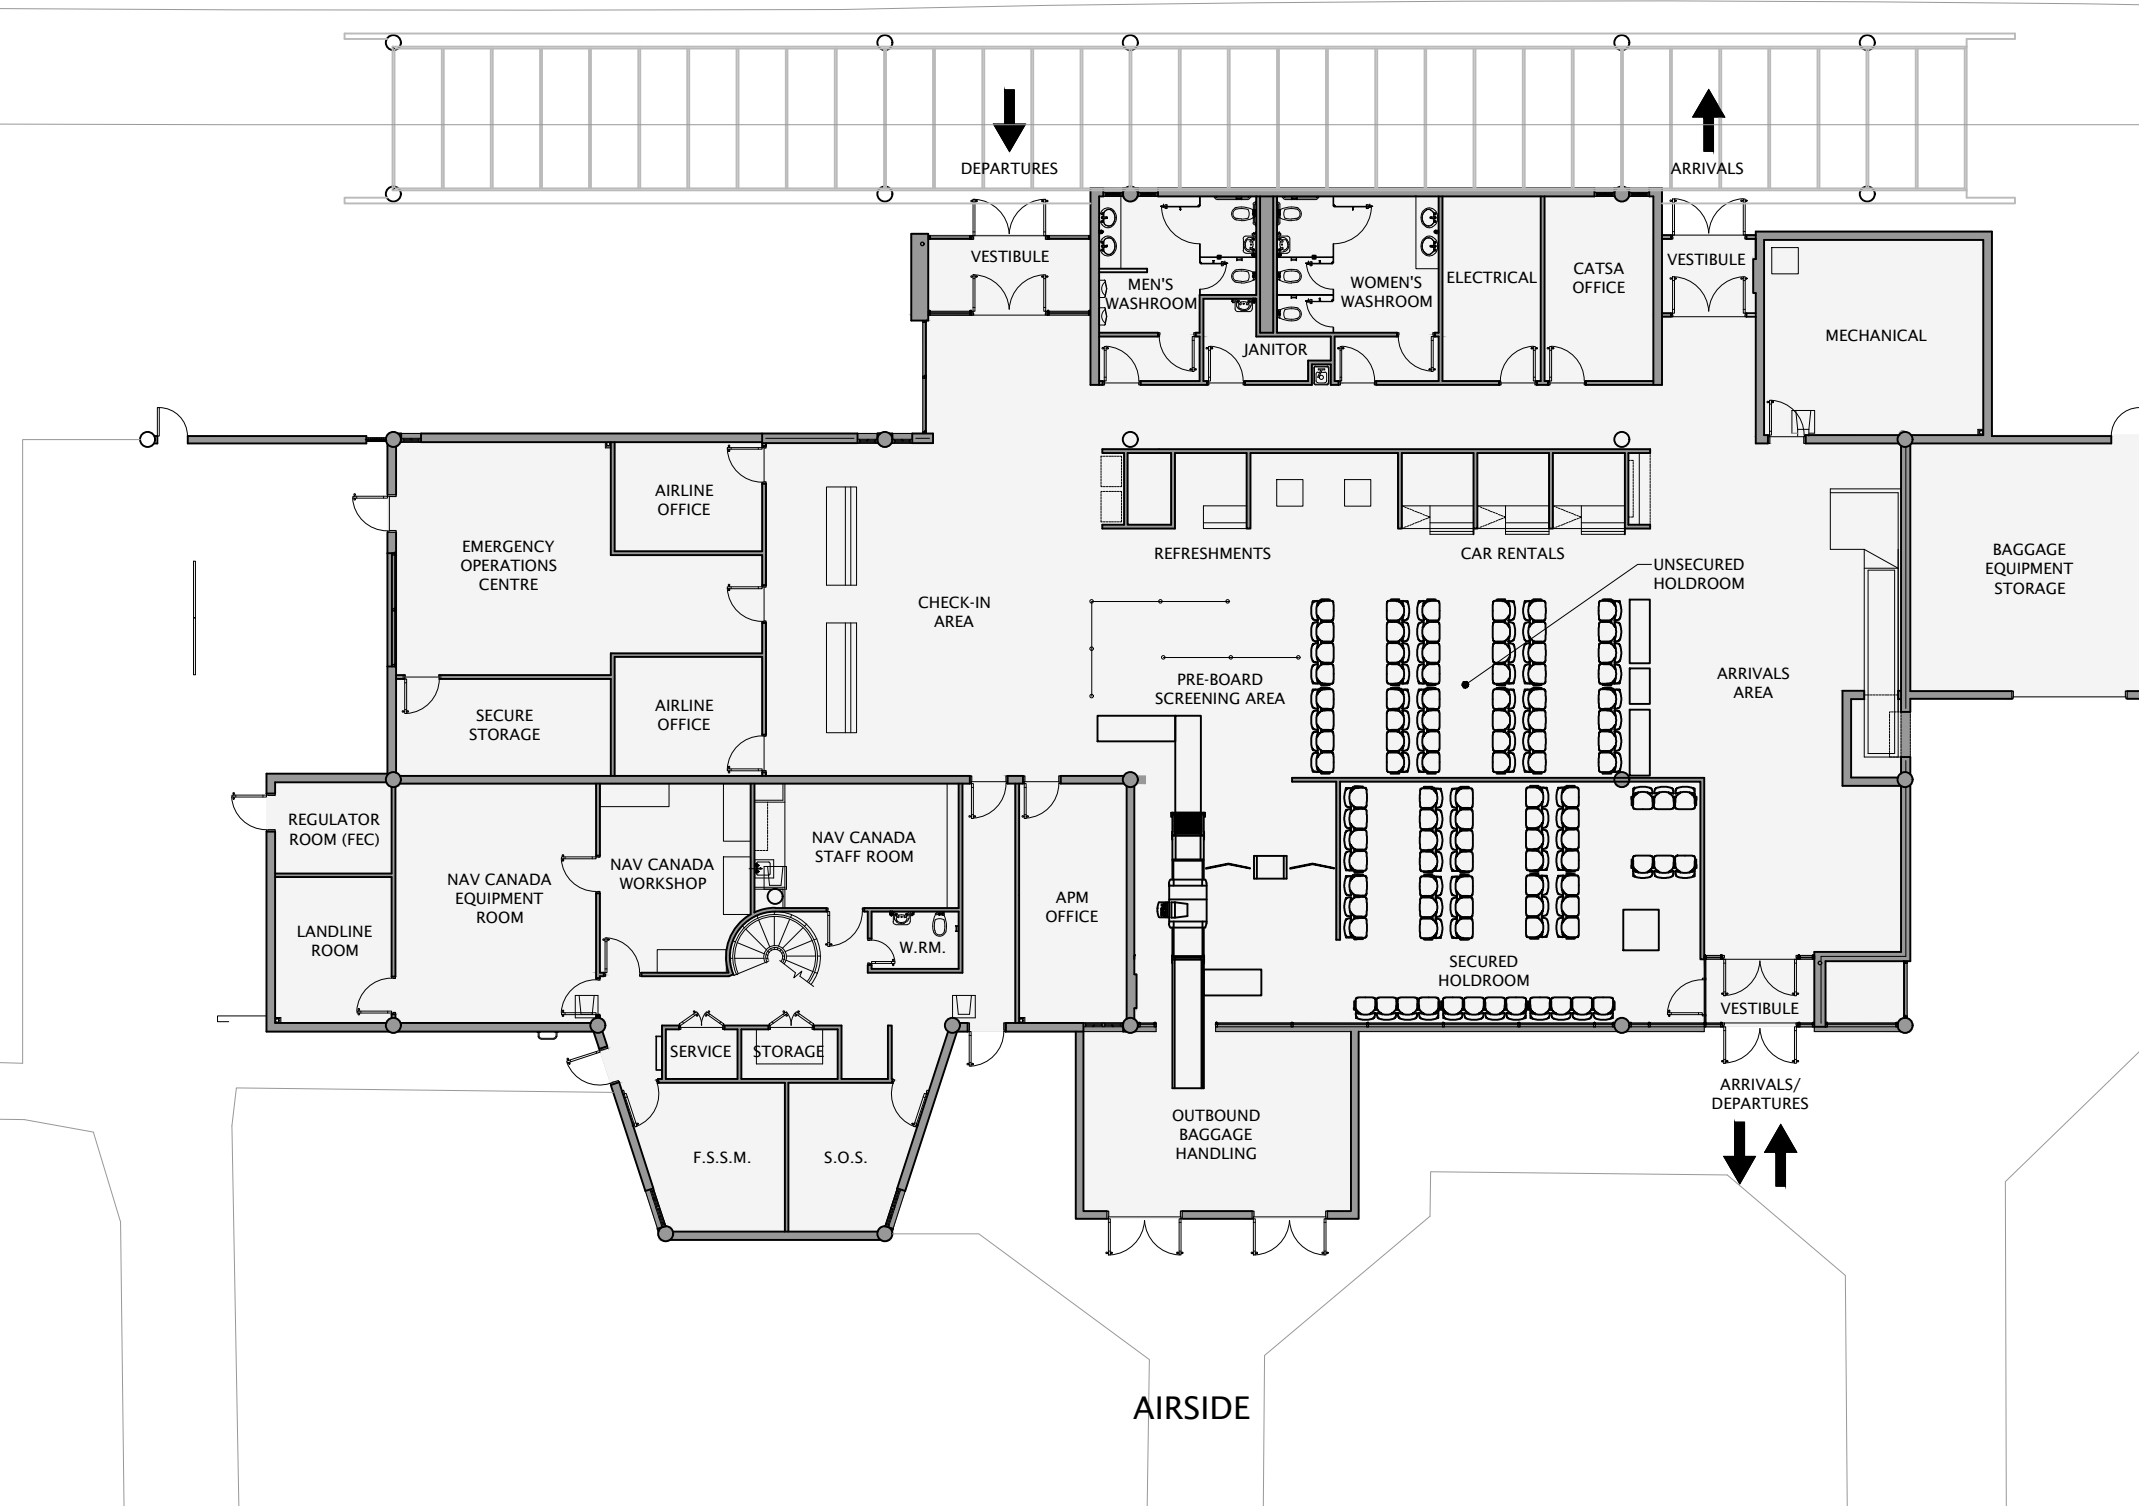 DEPARTURES
ARRIVALS
VESTIBULE
MEN'S
WASHROOM
JANITOR
WOMEN'S
WASHROOM
ELECTRICAL
CATSA
OFFICE
VESTIBULE
MECHANICAL
AIRLINE
OFFICE
EMERGENCY
OPERATIONS
CENTRE
REFRESHMENTS
CAR RENTALS
UNSECURED
HOLDROOM
BAGGAGE
EQUIPMENT
STORAGE
CHECK-IN
AREA
PRE-BOARD
SCREENING AREA
ARRIVALS
AREA
SECURE
STORAGE
AIRLINE
OFFICE
REGULATOR
ROOM (FEC)
NAV CANADA
EQUIPMENT
ROOM
NAV CANADA
WORKSHOP
NAV CANADA
STAFF ROOM
APM
OFFICE
LANDLINE
ROOM
W.RM.
SECURED
HOLDROOM
VESTIBULE
SERVICE
STORAGE
ARRIVALS/
DEPARTURES
OUTBOUND
BAGGAGE
HANDLING
F.S.S.M.
S.O.S.
AIRSIDE